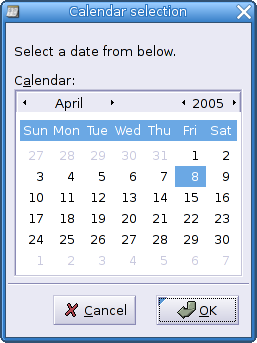 Calendar selection
Select a date from below.
Calendar:
April 2005
Sun Mon Tue Wed Thu Fri Sat
27 28 29 30 31 1 2
3 4 5 6 7 8 9
10 11 12 13 14 15 16
17 18 19 20 21 22 23
24 25 26 27 28 29 30
1 2 3 4 5 6 7
Cancel OK